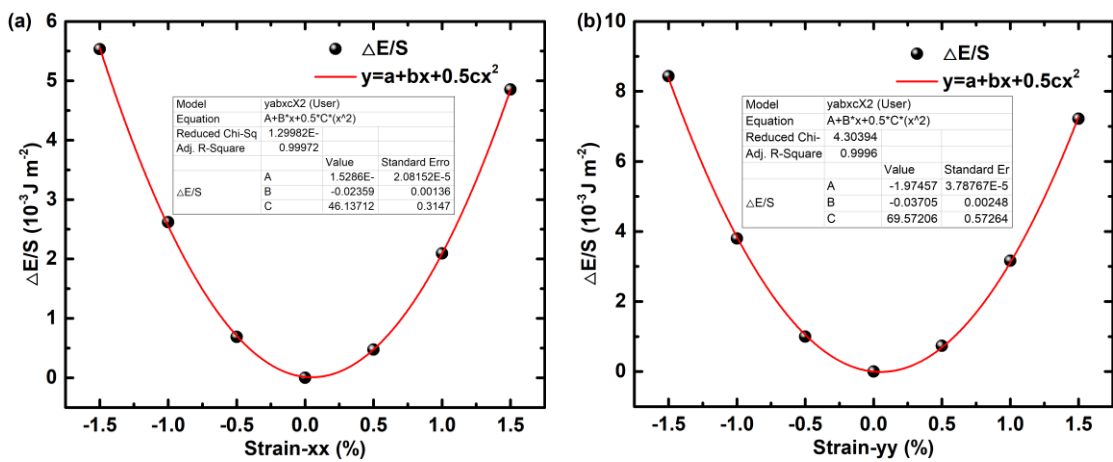 (a)
△E/S
y=a+bx+0.5cx²
Model yabxcX2 (User)
Equation A+B*x+0.5*C*(x^2)
Reduced Chi-Sq 1.29982E-
Adj. R-Square 0.99972
Value Standard Erro
A 1.5286E- 2.08152E-5
△E/S B -0.02359 0.00136
C 46.13712 0.3147
6
5
4
3
2
1
0
△E/S (10⁻³J m⁻²)
-1.5 -1.0 -0.5 0.0 0.5 1.0 1.5
Strain-xx (%)
(b)
△E/S
y=a+bx+0.5cx²
Model yabxcX2 (User)
Equation A+B*x+0.5*C*(x^2)
Reduced Chi- 4.30394
Adj. R-Square 0.9996
Value Standard Er
A -1.97457 3.78767E-5
△E/S B -0.03705 0.00248
C 69.57206 0.57264
10
8
6
4
2
0
△E/S (10⁻³J m⁻²)
-1.5 -1.0 -0.5 0.0 0.5 1.0 1.5
Strain-yy (%)